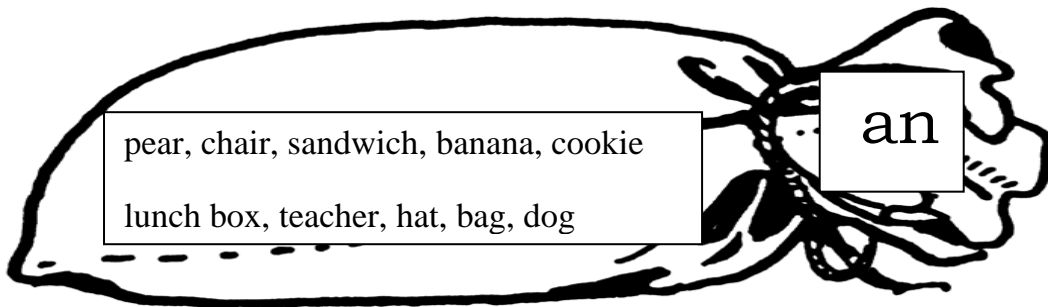 pear, chair, sandwich, banana, cookie
lunch box, teacher, hat, bag, dog
an